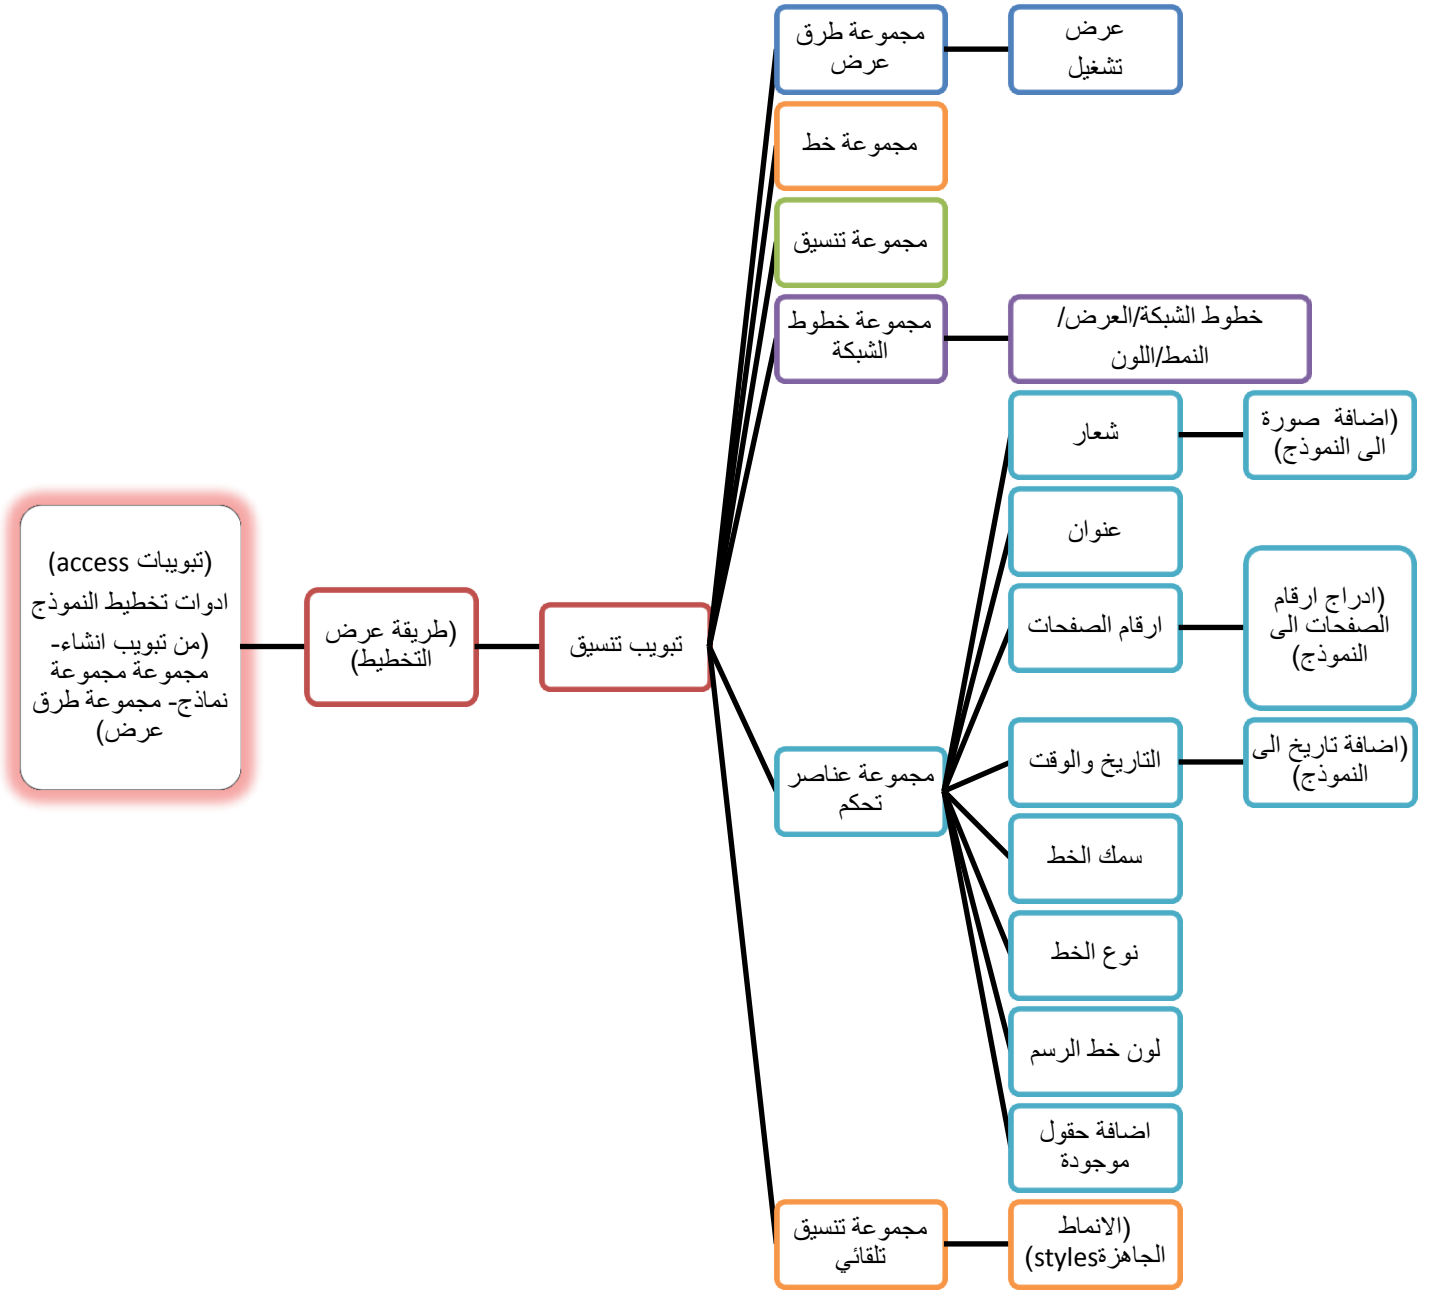 (تبويبات access)
ادوات تخطيط النموذج
(من تبويب انشاء-
مجموعة مجموعة
نماذج- مجموعة طرق
عرض)
(طريقة عرض
التخطيط)
تبويب تنسيق
مجموعة طرق
عرض
عرض
تشغيل
مجموعة خط
مجموعة تنسيق
مجموعة خطوط
الشبكة
خطوط الشبكة/العرض/
النمط/اللون
مجموعة عناصر
تحكم
شعار
(اضافة صورة
الى النموذج)
عنوان
ارقام الصفحات
(ادراج ارقام
الصفحات الى
النموذج)
التاريخ والوقت
(اضافة تاريخ الى
النموذج)
سمك الخط
نوع الخط
لون خط الرسم
اضافة حقول
موجودة
مجموعة تنسيق
تلقائي
(الانماط
الجاهزةstyles)